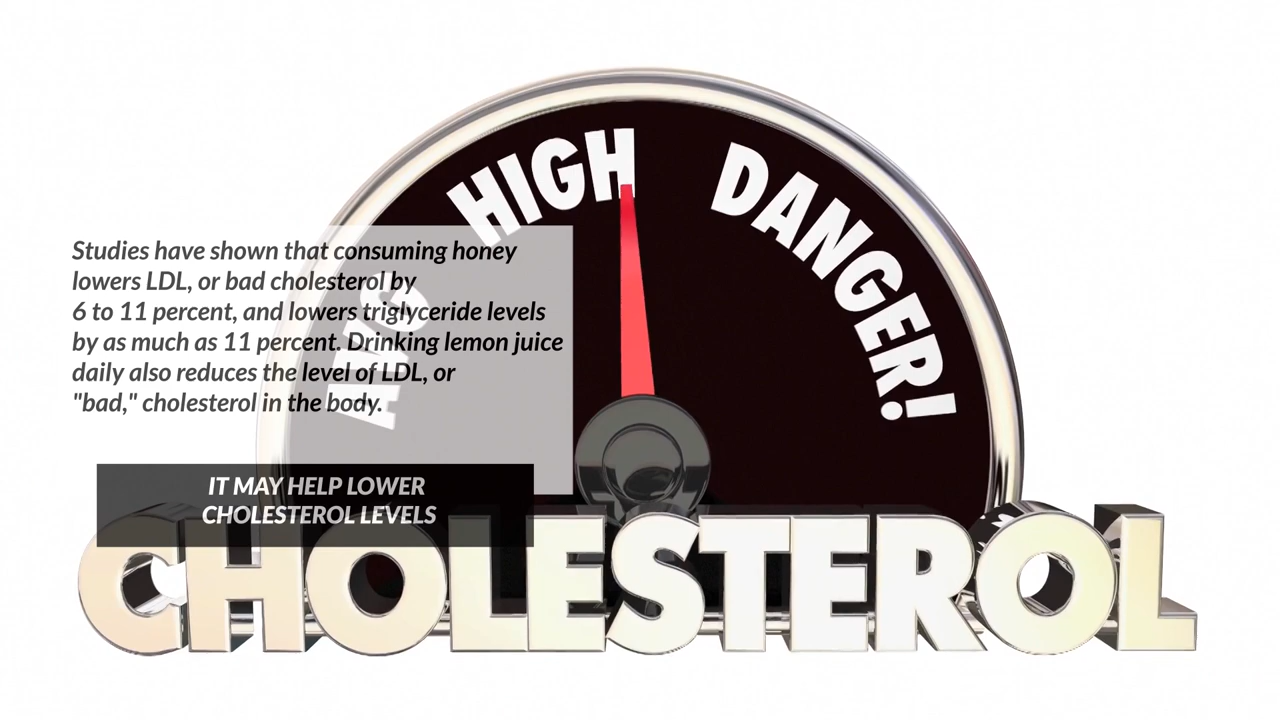 HIGH
DANGER!
AVG
Studies have shown that consuming honey
lowers LDL, or bad cholesterol by
6 to 11 percent, and lowers triglyceride levels
by as much as 11 percent. Drinking lemon juice
daily also reduces the level of LDL, or
"bad," cholesterol in the body.
IT MAY HELP LOWER
CHOLESTEROL LEVELS
CHOLESTEROL